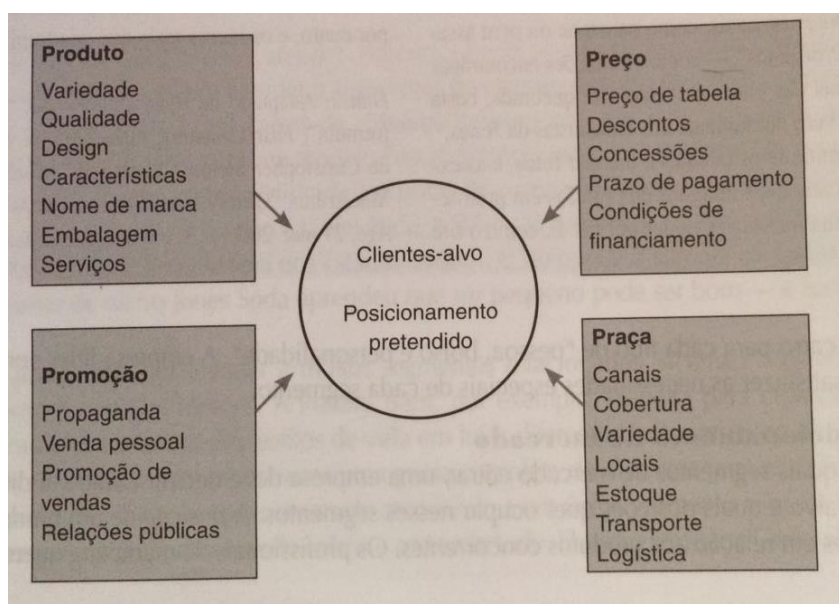 Produto
Variedade
Qualidade
Design
Características
Nome de marca
Embalagem
Serviços
Preço
Preço de tabela
Descontos
Concessões
Prazo de pagamento
Condições de
financiamento
Clientes-alvo
Posicionamento
pretendido
Promoção
Propaganda
Venda pessoal
Promoção de
vendas
Relações públicas
Praça
Canais
Cobertura
Variedade
Locais
Estoque
Transporte
Logística